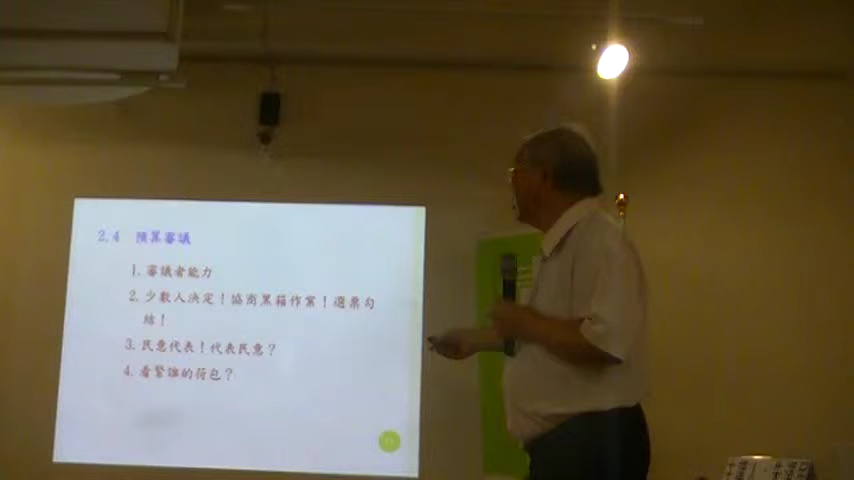 2.4 預算審議
1. 審議者能力
2. 少數人決定！協商黑箱作業！選票勾
結！
3. 民意代表！代表民意？
4. 看緊誰的荷包？